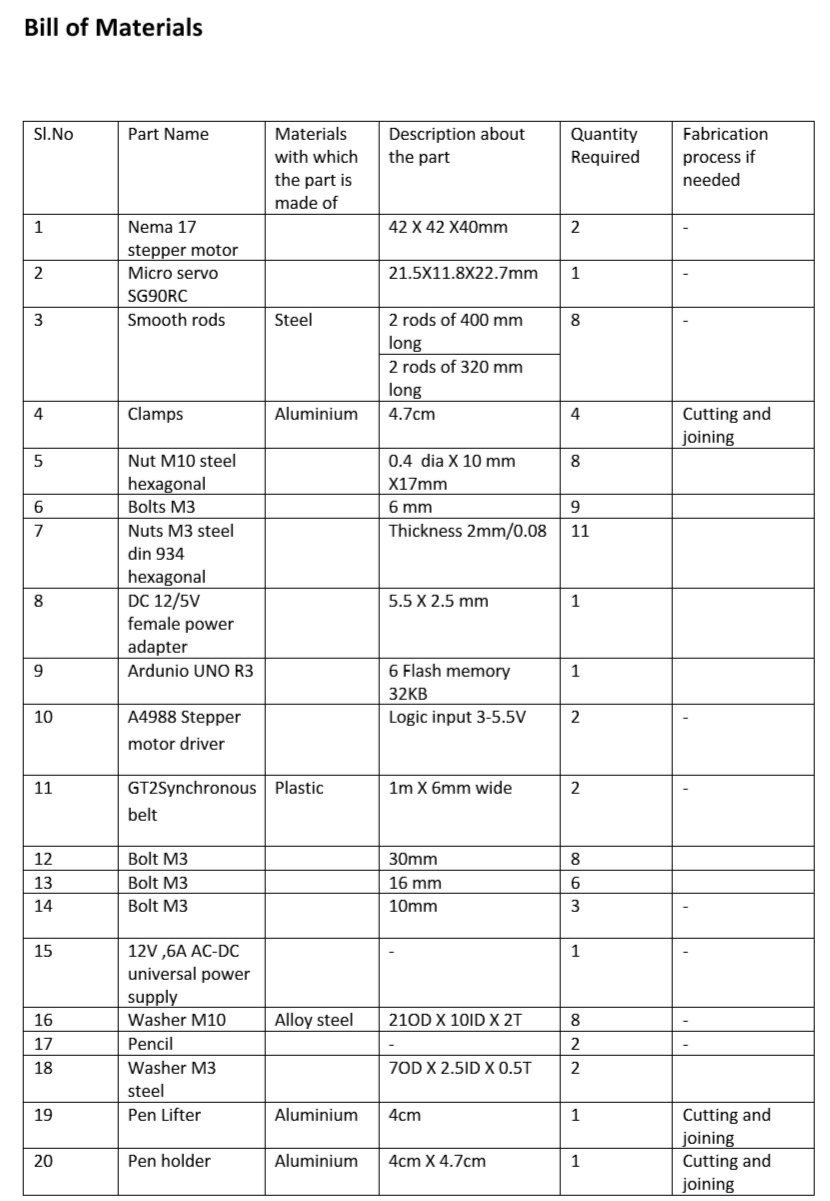 Bill of Materials
Sl.No Part Name Materials with which the part is made of Description about the part Quantity Required Fabrication process if needed
1 Nema 17 stepper motor 42 X 42 X40mm 2 -
2 Micro servo SG90RC 21.5X11.8X22.7mm 1 -
3 Smooth rods Steel 2 rods of 400 mm long 2 rods of 320 mm long 8 -
4 Clamps Aluminium 4.7cm 4 Cutting and joining
5 Nut M10 steel hexagonal 0.4 dia X 10 mm X17mm 8
6 Bolts M3 6 mm 9
7 Nuts M3 steel din 934 hexagonal Thickness 2mm/0.08 11
8 DC 12/5V female power adapter 5.5 X 2.5 mm 1
9 Ardunio UNO R3 6 Flash memory 32KB 1
10 A4988 Stepper motor driver Logic input 3-5.5V 2 -
11 GT2Synchronous belt Plastic 1m X 6mm wide 2 -
12 Bolt M3 30mm 8
13 Bolt M3 16 mm 6
14 Bolt M3 10mm 3 -
15 12V ,6A AC-DC universal power supply - 1 -
16 Washer M10 Alloy steel 21OD X 10ID X 2T 8 -
17 Pencil - 2 -
18 Washer M3 steel 7OD X 2.5ID X 0.5T 2
19 Pen Lifter Aluminium 4cm 1 Cutting and joining
20 Pen holder Aluminium 4cm X 4.7cm 1 Cutting and joining